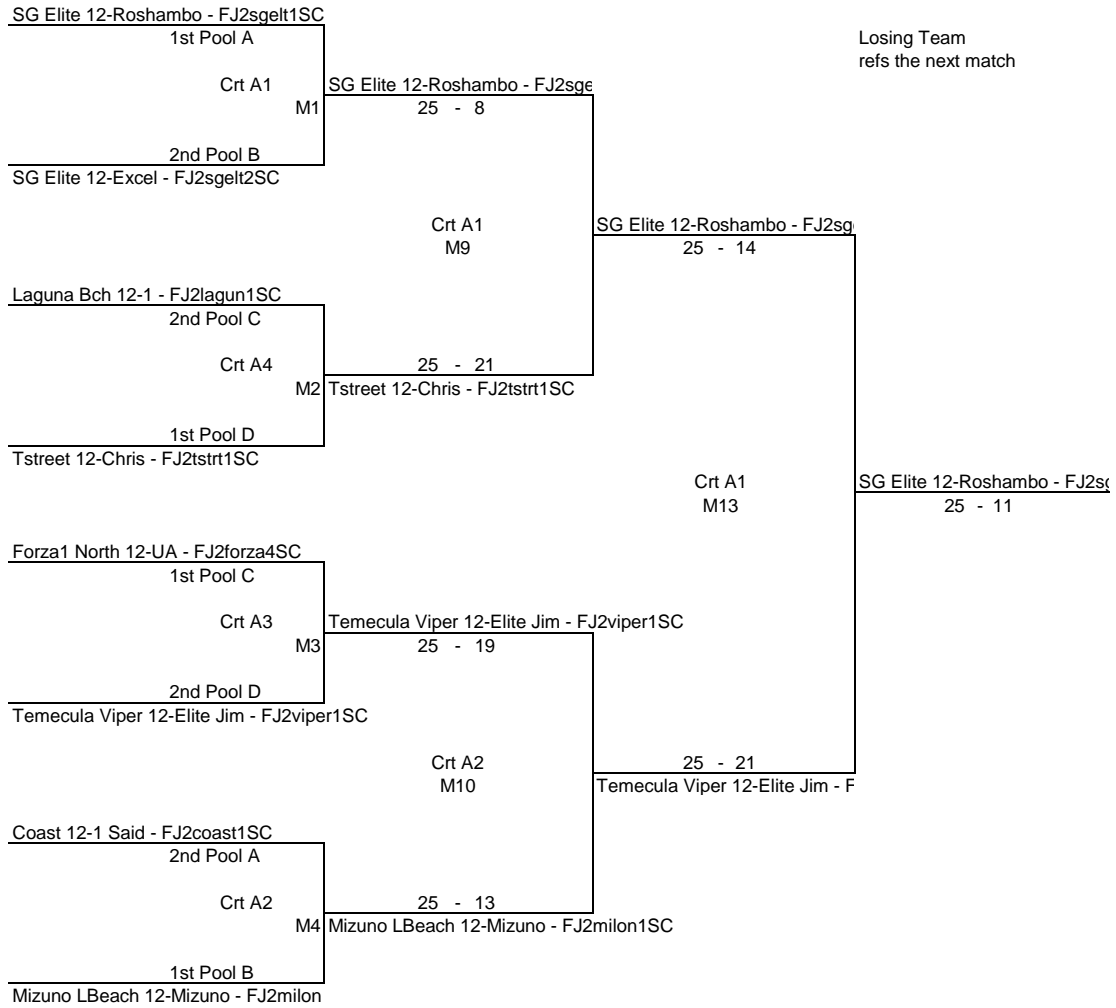 SG Elite 12-Roshambo - FJ2sgelt1SC
1st Pool A
Losing Team
refs the next match
Crt A1
SG Elite 12-Roshambo - FJ2sge
M1
25 - 8
2nd Pool B
SG Elite 12-Excel - FJ2sgelt2SC
Crt A1
SG Elite 12-Roshambo - FJ2sg
M9
25 - 14
Laguna Bch 12-1 - FJ2lagun1SC
2nd Pool C
Crt A4
25 - 21
M2
Tstreet 12-Chris - FJ2tstrt1SC
1st Pool D
Tstreet 12-Chris - FJ2tstrt1SC
Crt A1
SG Elite 12-Roshambo - FJ2sg
M13
25 - 11
Forza1 North 12-UA - FJ2forza4SC
1st Pool C
Crt A3
Temecula Viper 12-Elite Jim - FJ2viper1SC
M3
25 - 19
2nd Pool D
Temecula Viper 12-Elite Jim - FJ2viper1SC
Crt A2
25 - 21
M10
Temecula Viper 12-Elite Jim - F
Coast 12-1 Said - FJ2coast1SC
2nd Pool A
Crt A2
25 - 13
M4
Mizuno LBeach 12-Mizuno - FJ2milon1SC
1st Pool B
Mizuno LBeach 12-Mizuno - FJ2milon